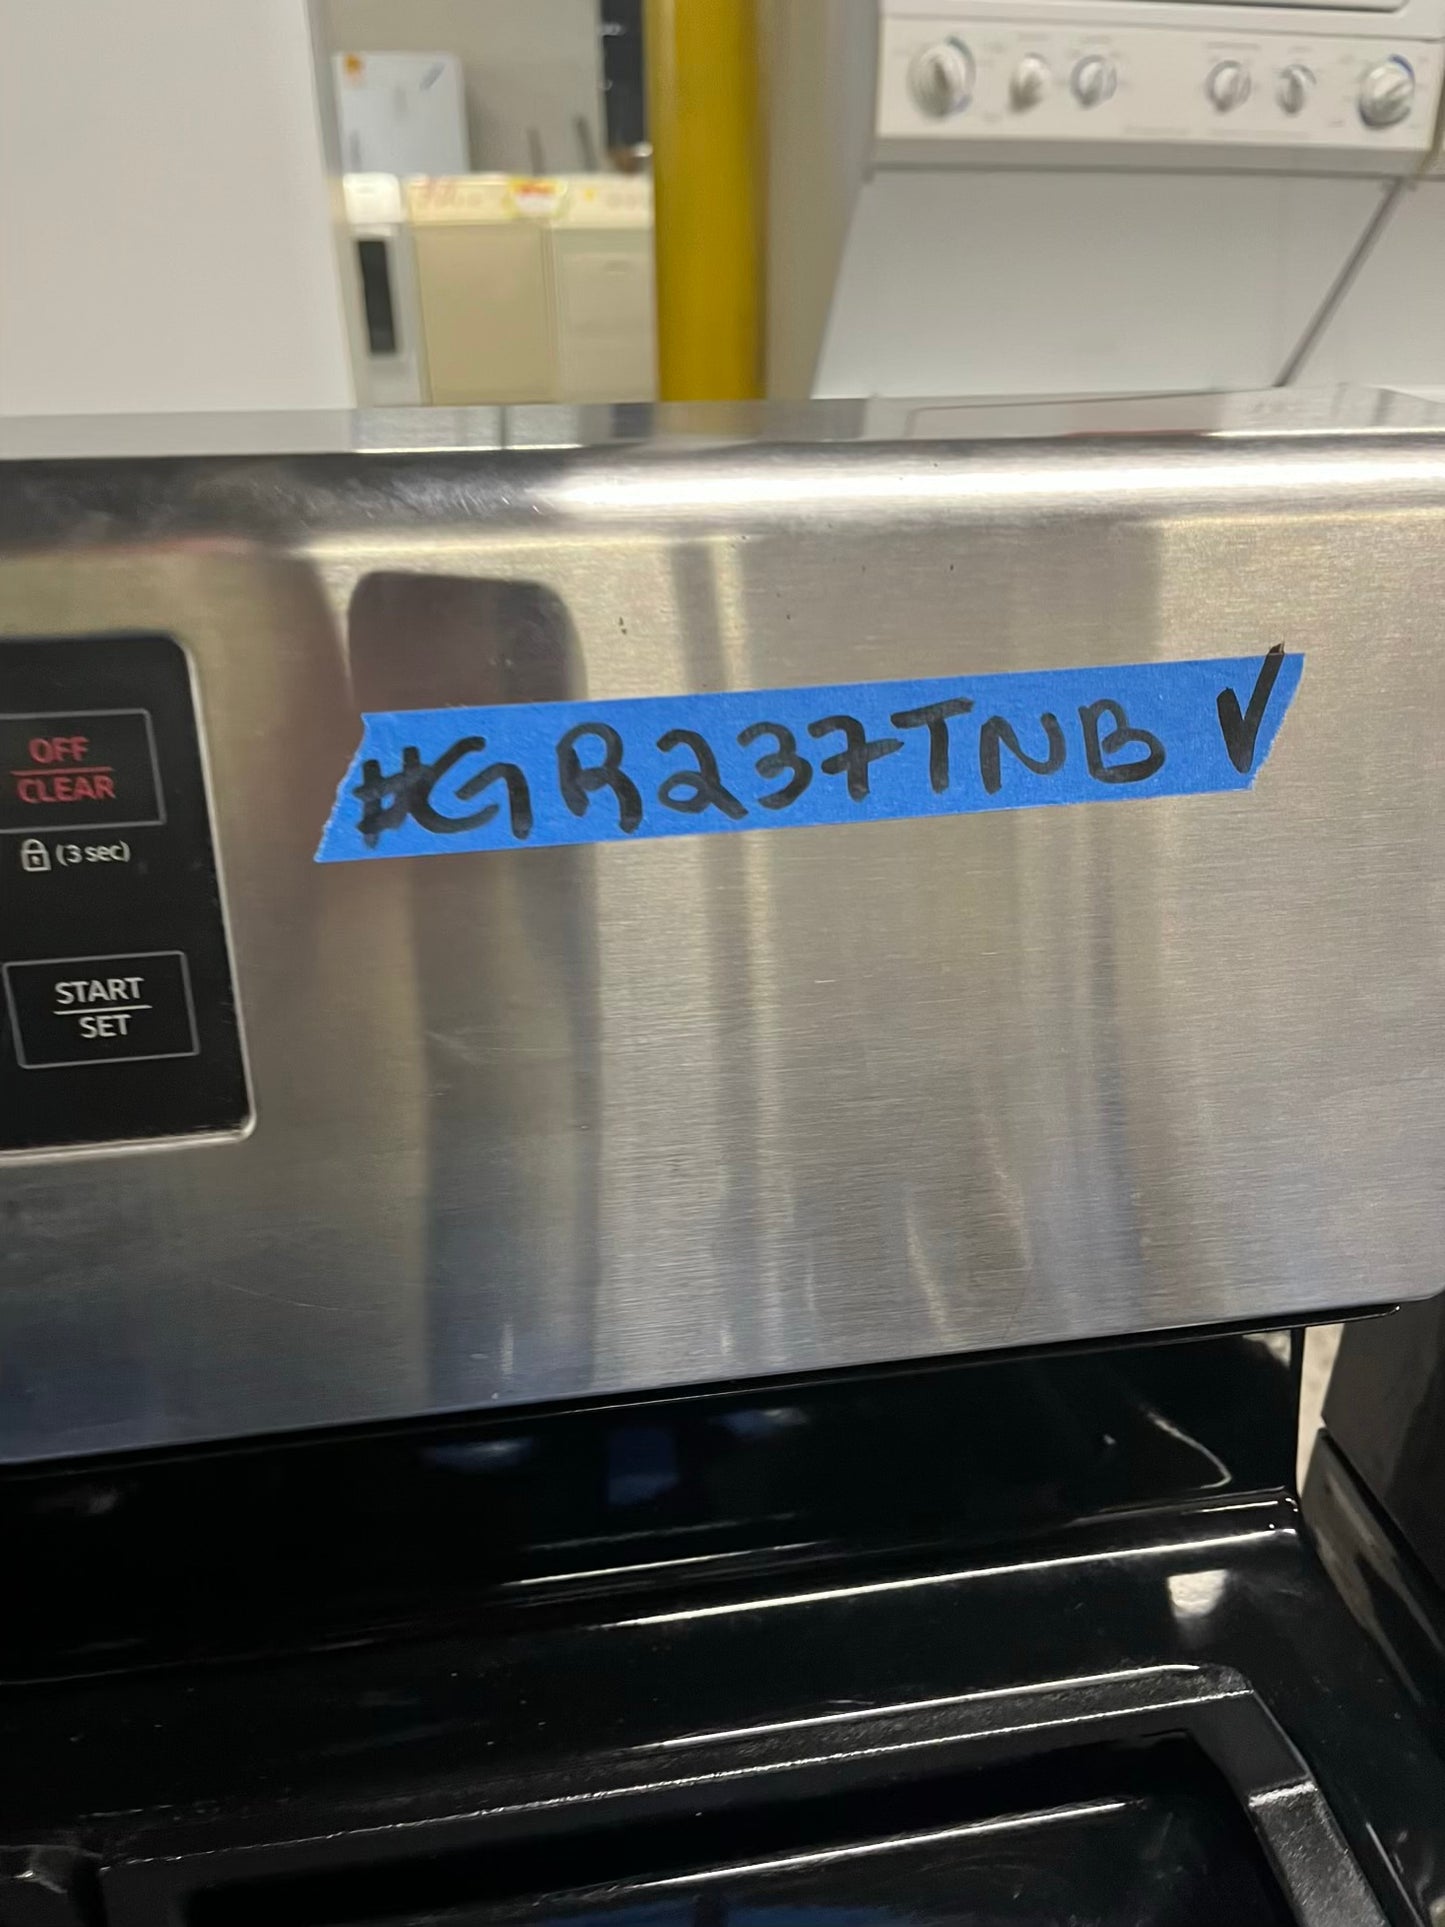 #GR237TNB ✓
OFF
CLEAR
(3 sec)
START
SET